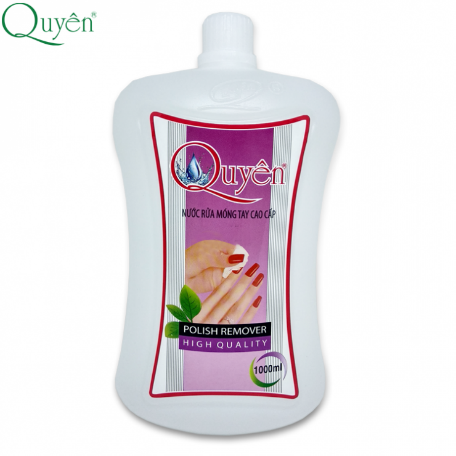 Quyên®
Quyên®
NƯỚC RỬA MÓNG TAY CAO CẤP
POLISH REMOVER
HIGH QUALITY
1000ml